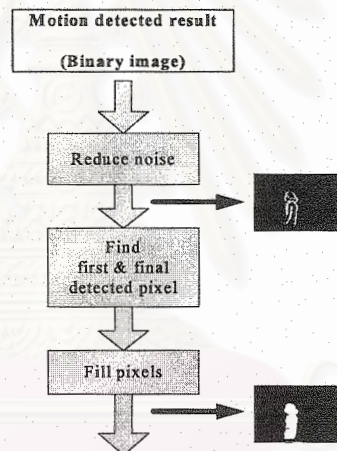 Motion detected result
(Binary image)
Reduce noise
Find
first & final
detected pixel
Fill pixels